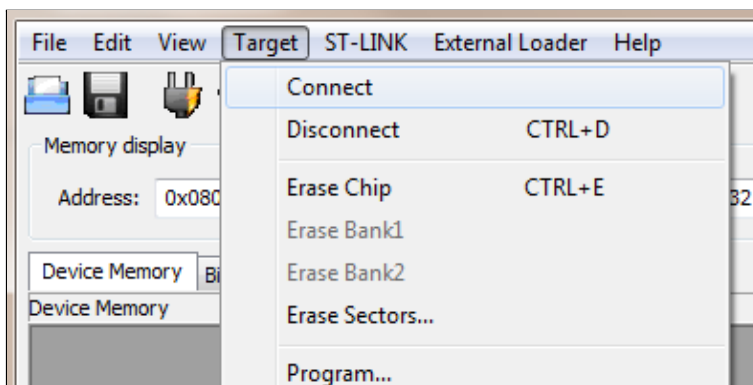 File Edit View Target ST-LINK External Loader Help
Connect
Disconnect CTRL+D
Memory display
Erase Chip CTRL+E
Address: 0x080 32
Erase Bank1
Erase Bank2
Device Memory Bi
Device Memory
Erase Sectors...
Program...